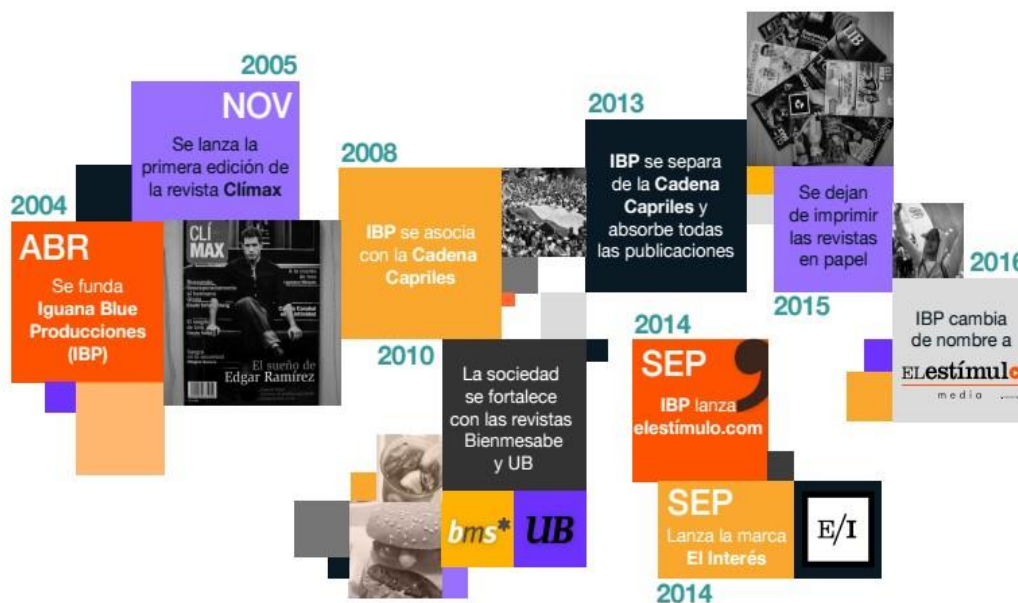 2004
ABR
Se funda
Iguana Blue
Producciones
(IBP)
2005
NOV
Se lanza la
primera edición de
la revista Clímax
CLÍ
MAX
El sueño de
Edgar Ramírez
2008
IBP se asocia
con la Cadena
Capriles
2010
La sociedad
se fortalece
con las revistas
Bienmesabe
y UB
bms*
UB
2013
IBP se separa
de la Cadena
Capriles y
absorbe todas
las publicaciones
2014
SEP
IBP lanza
elestímulo.com
SEP
Lanza la marca
El Interés
2014
E/I
UB
Se dejan
de imprimir
las revistas
en papel
2015
2016
IBP cambia
de nombre a
ELestímulo
media